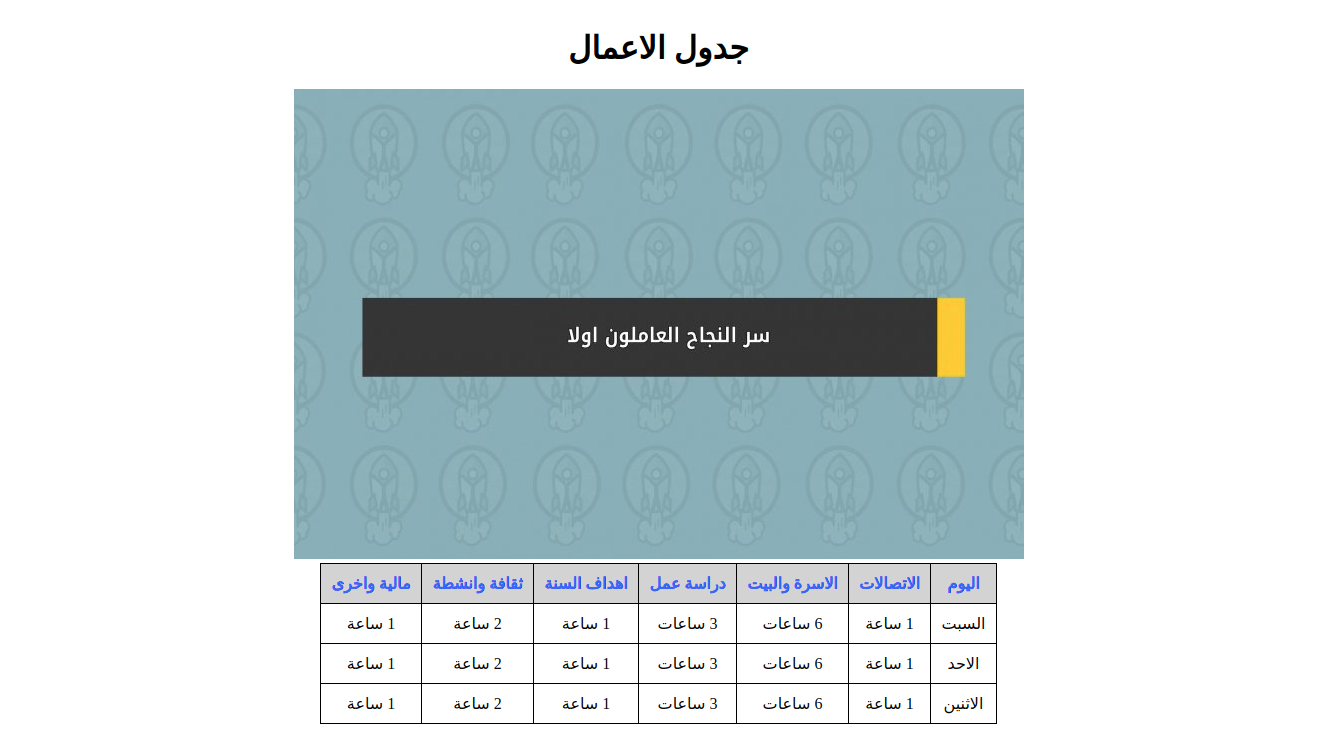 جدول الاعمال
سر النجاح العاملون اولا
اليوم الاتصالات الاسرة والبيت دراسة عمل اهداف السنة ثقافة وانشطة مالية واخرى
السبت 1 ساعة 6 ساعات 3 ساعات 1 ساعة 2 ساعة 1 ساعة
الاحد 1 ساعة 6 ساعات 3 ساعات 1 ساعة 2 ساعة 1 ساعة
الاثنين 1 ساعة 6 ساعات 3 ساعات 1 ساعة 2 ساعة 1 ساعة